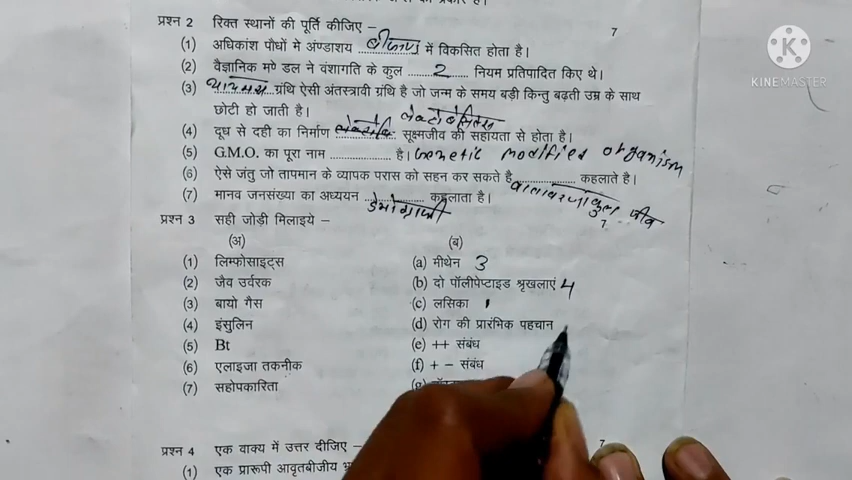 प्रश्न 2 रिक्त स्थानों की पूर्ति कीजिए – 7
(1) अधिकांश पौधों मे अंण्डाशय बीजाण्ड में विकसित होता है।
(2) वैज्ञानिक मण्डेल ने वंशागति के कुल ....2.... नियम प्रतिपादित किए थे।
KINEMASTER
(3) थायमस ग्रंथि ऐसी अंतस्त्रावी ग्रंथि है जो जन्म के समय बड़ी किन्तु बढ़ती उम्र के साथ
छोटी हो जाती है।
(4) दूध से दही का निर्माण .................. सूक्ष्मजीव की सहायता से होता है।
(5) G.M.O. का पूरा नाम .................. है। Genetic modified organism
(6) ऐसे जंतु जो तापमान के व्यापक परास को सहन कर सकते है .................. कहलाते है।
(7) मानव जनसंख्या का अध्ययन .................. कहलाता है।
डेमोग्राफी 7 जीव
प्रश्न 3 सही जोड़ी मिलाइये –
(अ) (ब)
(1) लिम्फोसाइट्स (a) मीथेन 3
(2) जैव उर्वरक (b) दो पॉलीपेप्टाइड श्रृखलाएं 4
(3) बायो गैस (c) लसिका 1
(4) इंसुलिन (d) रोग की प्रारंभिक पहचान
(5) Bt (e) ++ संबंध
(6) एलाइजा तकनीक (f) + – संबंध
(7) सहोपकारिता (g)
प्रश्न 4 एक वाक्य में उत्तर दीजिए – 7
(1) एक प्रारूपी आवृतबीजीय